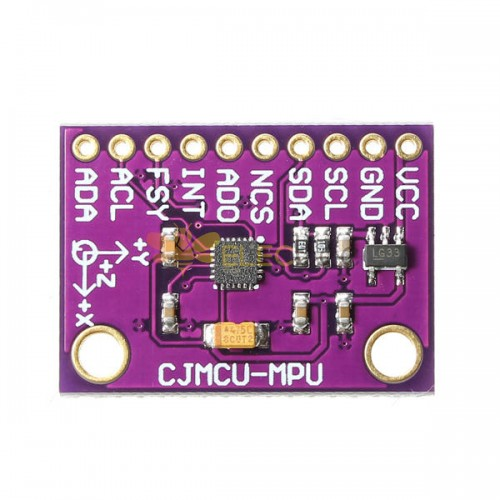 ADA
ACL
FSY
INT
ADO
NCS
SDA
SCL
GND
VCC
+Y
+Z
+X
LG33
CJMCU-MPU